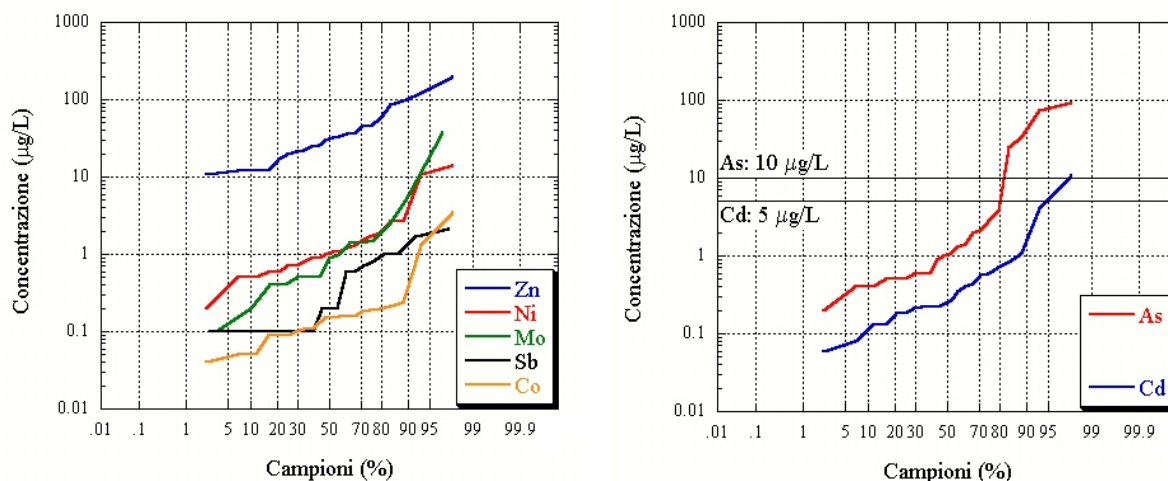 1000
100
10
1
0.1
0.01
Concentrazione (µg/L)
Zn
Ni
Mo
Sb
Co
.01 .1 1 5 10 20 30 50 70 80 90 95 99 99.9
Campioni (%)
1000
100
10
1
0.1
0.01
Concentrazione (µg/L)
As: 10 µg/L
Cd: 5 µg/L
As
Cd
.01 .1 1 5 10 20 30 50 70 80 90 95 99 99.9
Campioni (%)